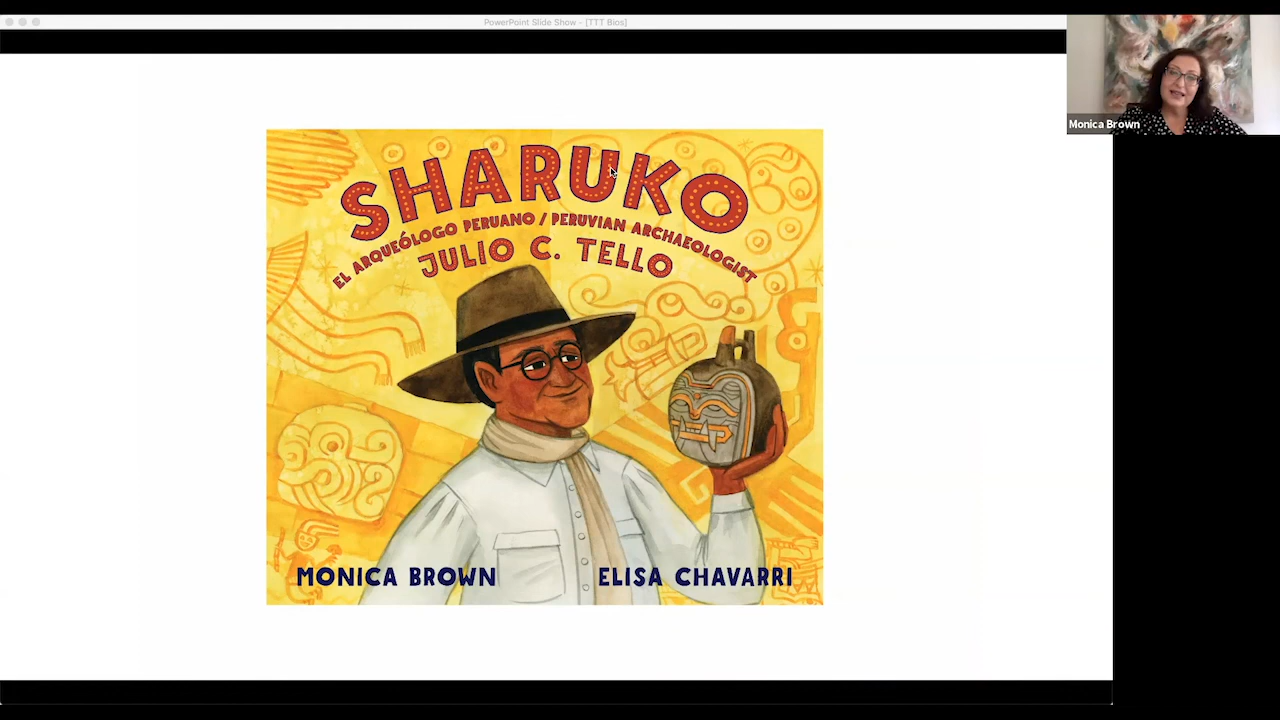 PowerPoint Slide Show - [TTT Bios]
Monica Brown
SHARUKO
EL ARQUEÓLOGO PERUANO / PERUVIAN ARCHAEOLOGIST
JULIO C. TELLO
MONICA BROWN
ELISA CHAVARRI